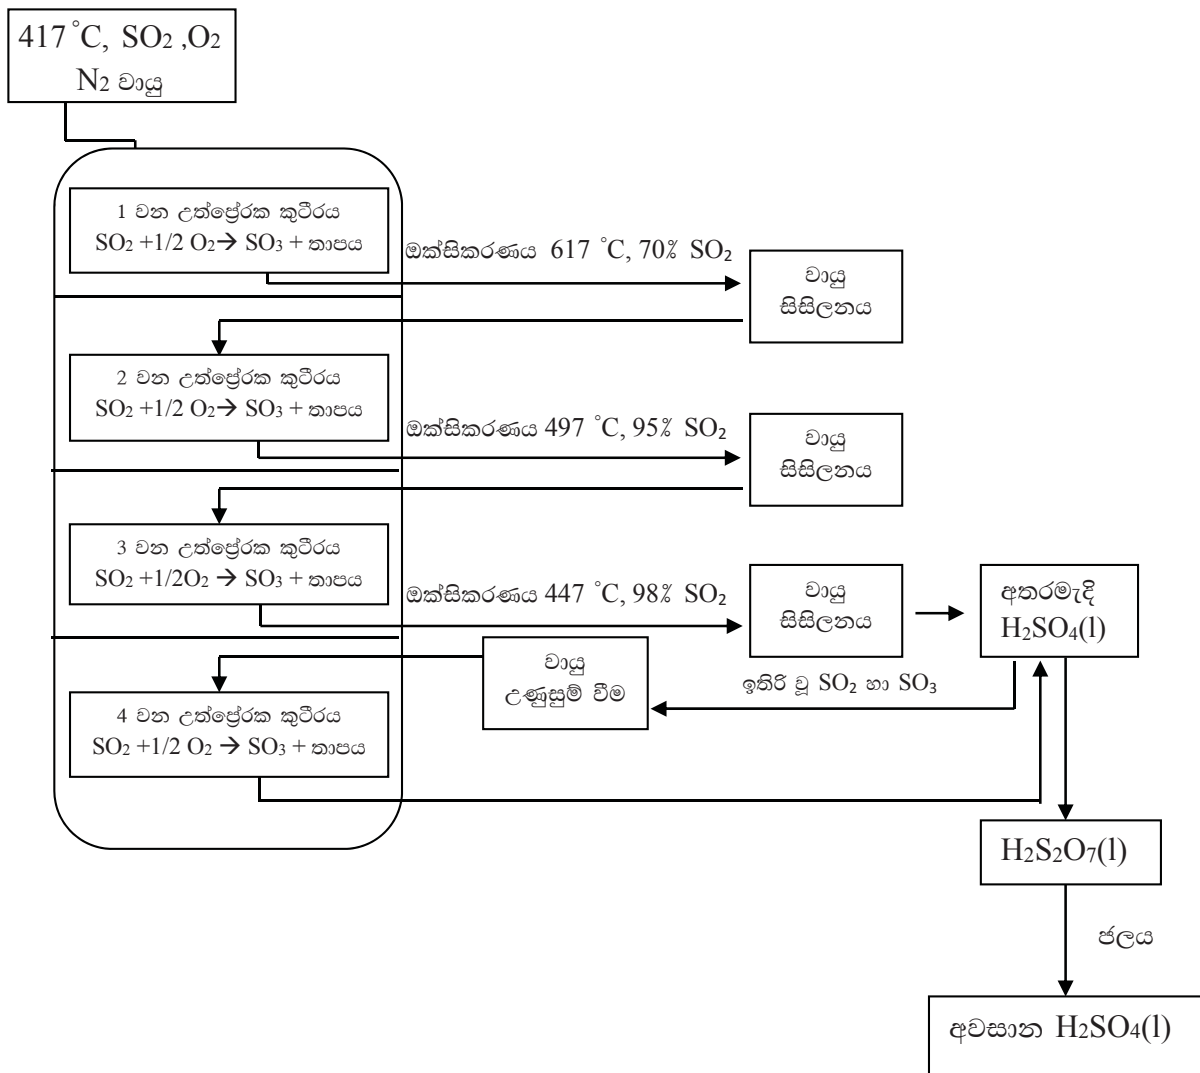 417 °C, SO₂ ,O₂
N₂ වායු
1 වන උත්ප්‍රේරක කුටීරය
SO₂ +1/2 O₂→ SO₃ + තාපය
ඔක්සිකරණය 617 °C, 70% SO₂
වායු
සිසිලනය
2 වන උත්ප්‍රේරක කුටීරය
SO₂ +1/2 O₂→ SO₃ + තාපය
ඔක්සිකරණය 497 °C, 95% SO₂
වායු
සිසිලනය
3 වන උත්ප්‍රේරක කුටීරය
SO₂ +1/2O₂ → SO₃ + තාපය
ඔක්සිකරණය 447 °C, 98% SO₂
වායු
සිසිලනය
අතරමැදි
H₂SO₄(l)
වායු
උණුසුම් වීම
ඉතිරි වූ SO₂ හා SO₃
4 වන උත්ප්‍රේරක කුටීරය
SO₂ +1/2 O₂ → SO₃ + තාපය
H₂S₂O₇(l)
ජලය
අවසාන H₂SO₄(l)